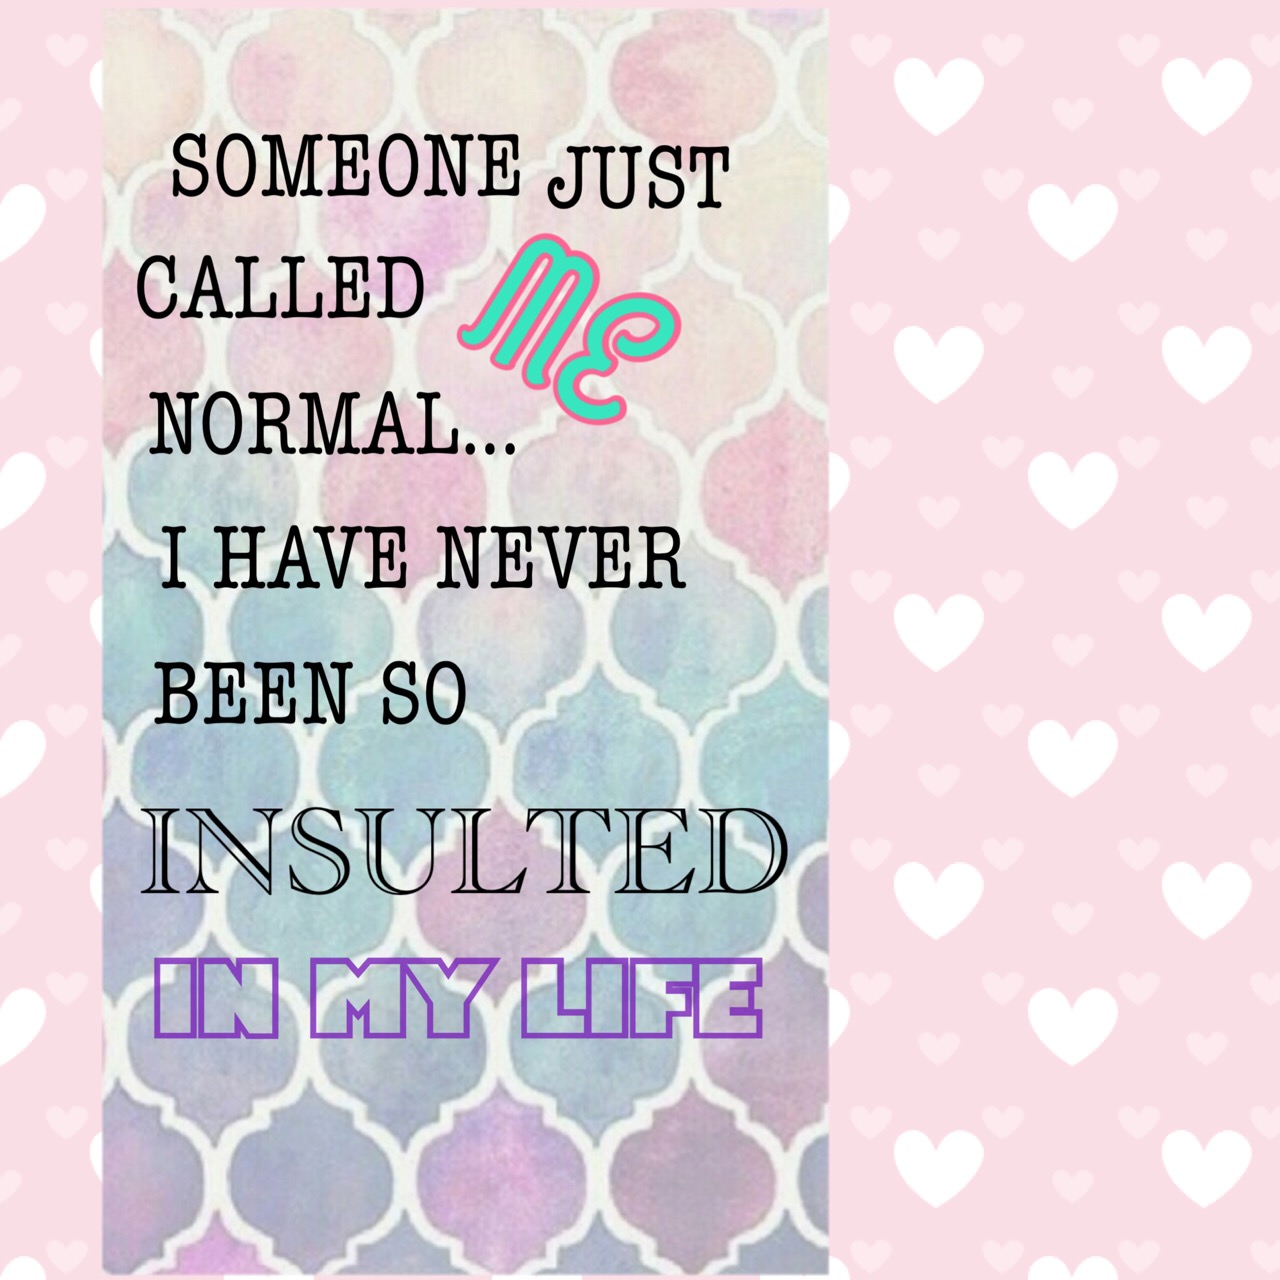 SOMEONE JUST
CALLED ME
NORMAL...
I HAVE NEVER
BEEN SO
INSULTED
IN MY LIFE